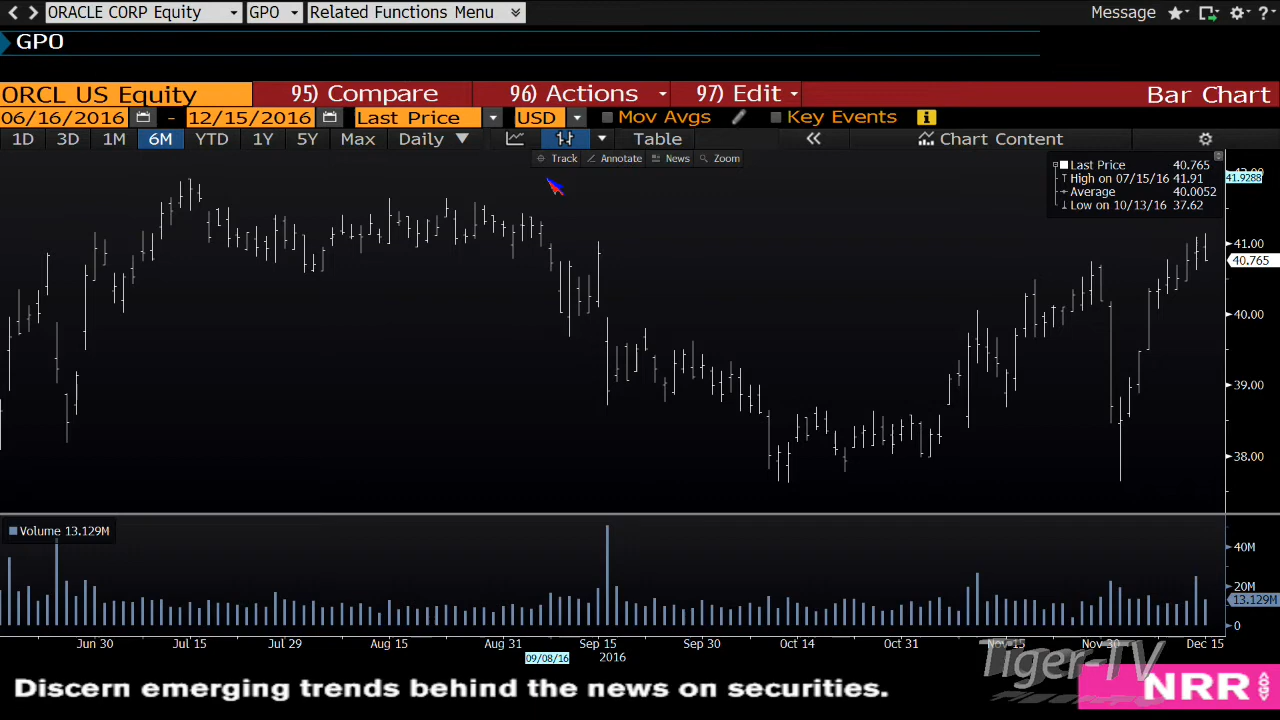 ORACLE CORP Equity GPO Related Functions Menu Message ?
GPO
ORCL US Equity 95) Compare 96) Actions 97) Edit Bar Chart
06/16/2016 - 12/15/2016 Last Price USD Mov Avgs Key Events i
1D 3D 1M 6M YTD 1Y 5Y Max Daily Table Chart Content
Track Annotate News Zoom
Last Price 40.765
High on 07/15/16 41.91
Average 40.0052
Low on 10/13/16 37.62
41.9288
41.00
40.765
40.00
39.00
38.00
Volume 13.129M
40M
20M
13.129M
0
Jun 30 Jul 15 Jul 29 Aug 15 Aug 31 Sep 15 Sep 30 Oct 14 Oct 31 Nov 15 Nov 30 Dec 15
09/08/16 2016
Tiger-TV
Discern emerging trends behind the news on securities. NRR